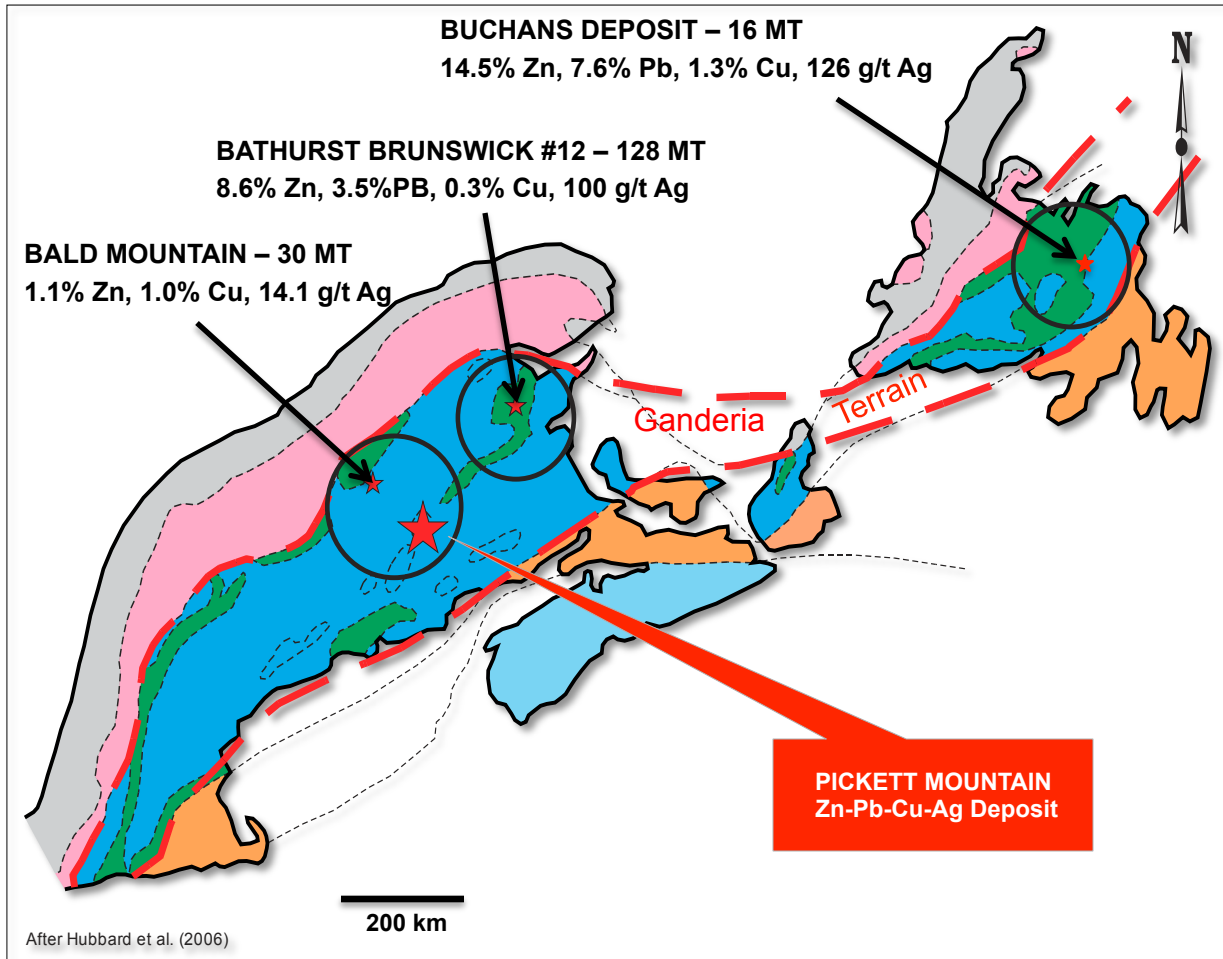 BUCHANS DEPOSIT – 16 MT
14.5% Zn, 7.6% Pb, 1.3% Cu, 126 g/t Ag
N
BATHURST BRUNSWICK #12 – 128 MT
8.6% Zn, 3.5%PB, 0.3% Cu, 100 g/t Ag
BALD MOUNTAIN – 30 MT
1.1% Zn, 1.0% Cu, 14.1 g/t Ag
Ganderia Terrain
PICKETT MOUNTAIN
Zn-Pb-Cu-Ag Deposit
200 km
After Hubbard et al. (2006)